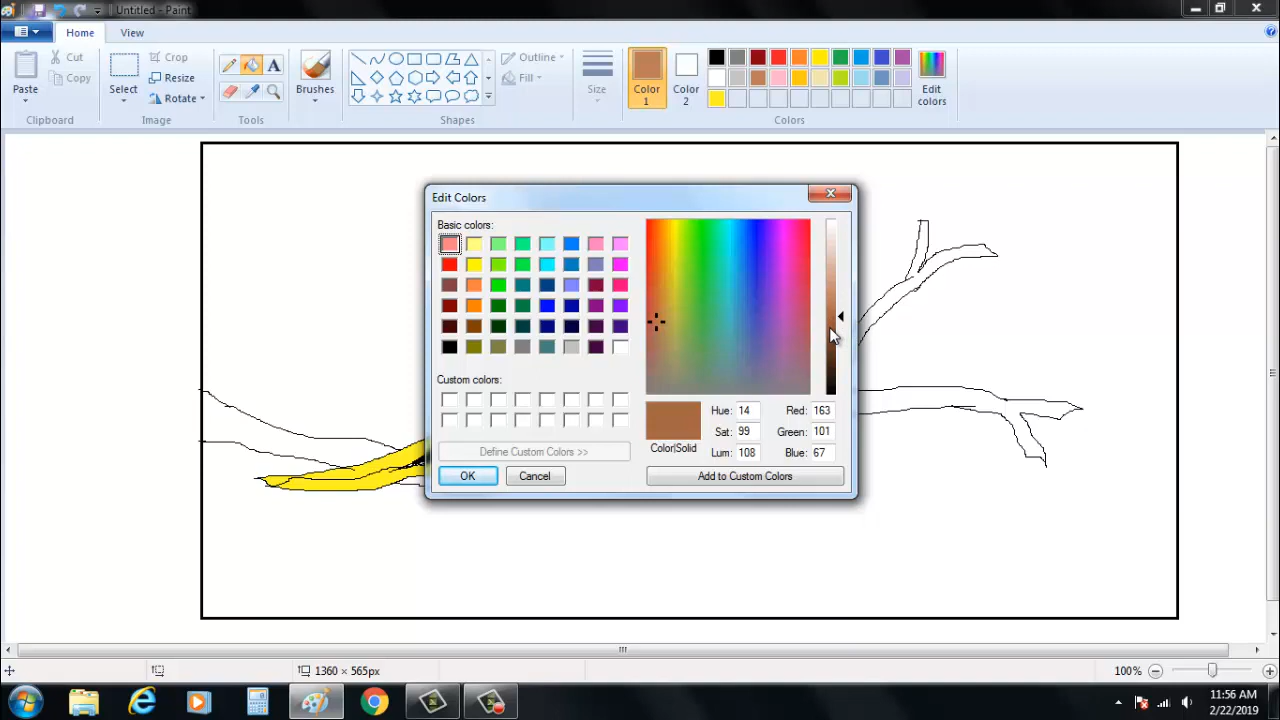 Untitled - Paint
Home View
Paste
Cut
Copy
Clipboard
Select
Crop
Resize
Rotate
Image
A
Tools
Brushes
Outline
Fill
Shapes
Size
Color 1
Color 2
Edit colors
Colors
Edit Colors
Basic colors:
Custom colors:
Define Custom Colors >>
OK Cancel
Color|Solid
Hue: 14 Red: 163
Sat: 99 Green: 101
Lum: 108 Blue: 67
Add to Custom Colors
1360 × 565px 100%
11:56 AM
2/22/2019